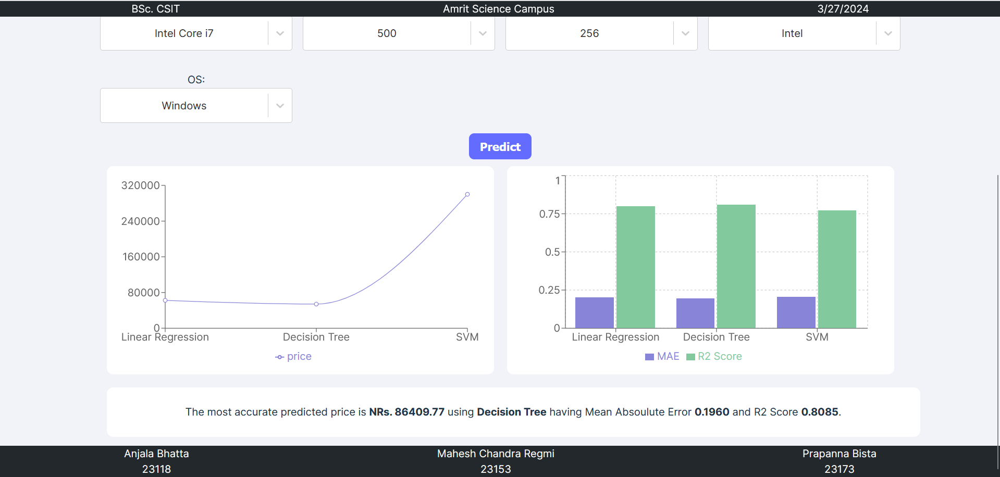 BSc. CSIT Amrit Science Campus 3/27/2024
Intel Core i7 500 256 Intel
OS:
Windows
Predict
320000
240000
160000
80000
0
Linear Regression Decision Tree SVM
price
1
0.75
0.5
0.25
0
Linear Regression Decision Tree SVM
MAE R2 Score
The most accurate predicted price is NRs. 86409.77 using Decision Tree having Mean Absoulute Error 0.1960 and R2 Score 0.8085.
Anjala Bhatta Mahesh Chandra Regmi Prapanna Bista
23118 23153 23173